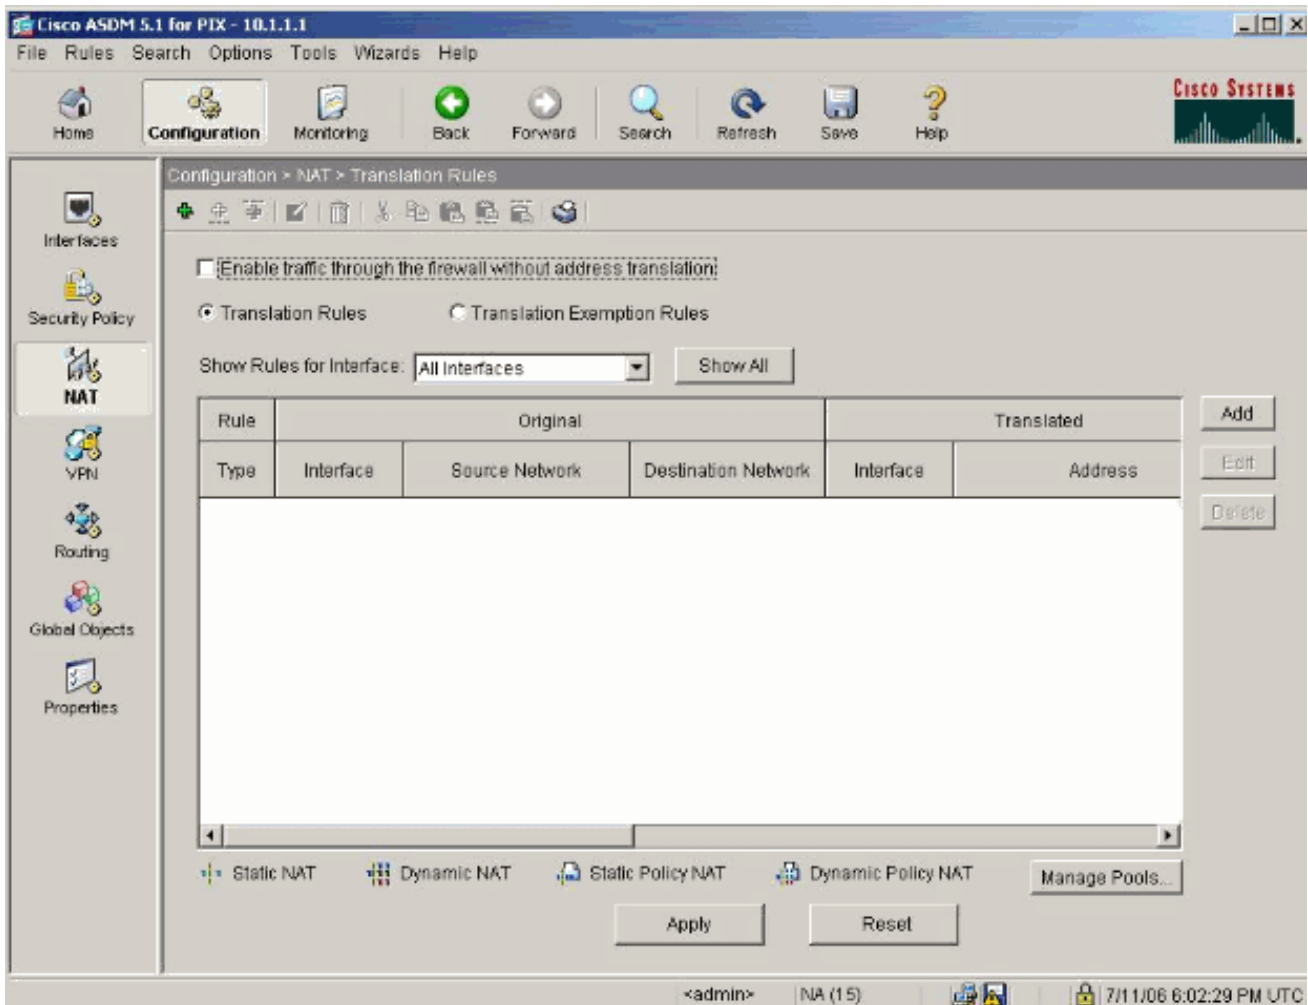 Cisco ASDM 5.1 for PIX - 10.1.1.1
File Rules Search Options Tools Wizards Help
Home Configuration Monitoring Back Forward Search Refresh Save Help
CISCO SYSTEMS
Configuration > NAT > Translation Rules
Interfaces
Security Policy
NAT
VPN
Routing
Global Objects
Properties
Enable traffic through the firewall without address translation
Translation Rules Translation Exemption Rules
Show Rules for Interface: All Interfaces Show All
Rule Original Translated
Type Interface Source Network Destination Network Interface Address
Add
Edit
Delete
Static NAT Dynamic NAT Static Policy NAT Dynamic Policy NAT Manage Pools...
Apply Reset
<admin> NA (15) 7/11/06 6:02:29 PM UTC